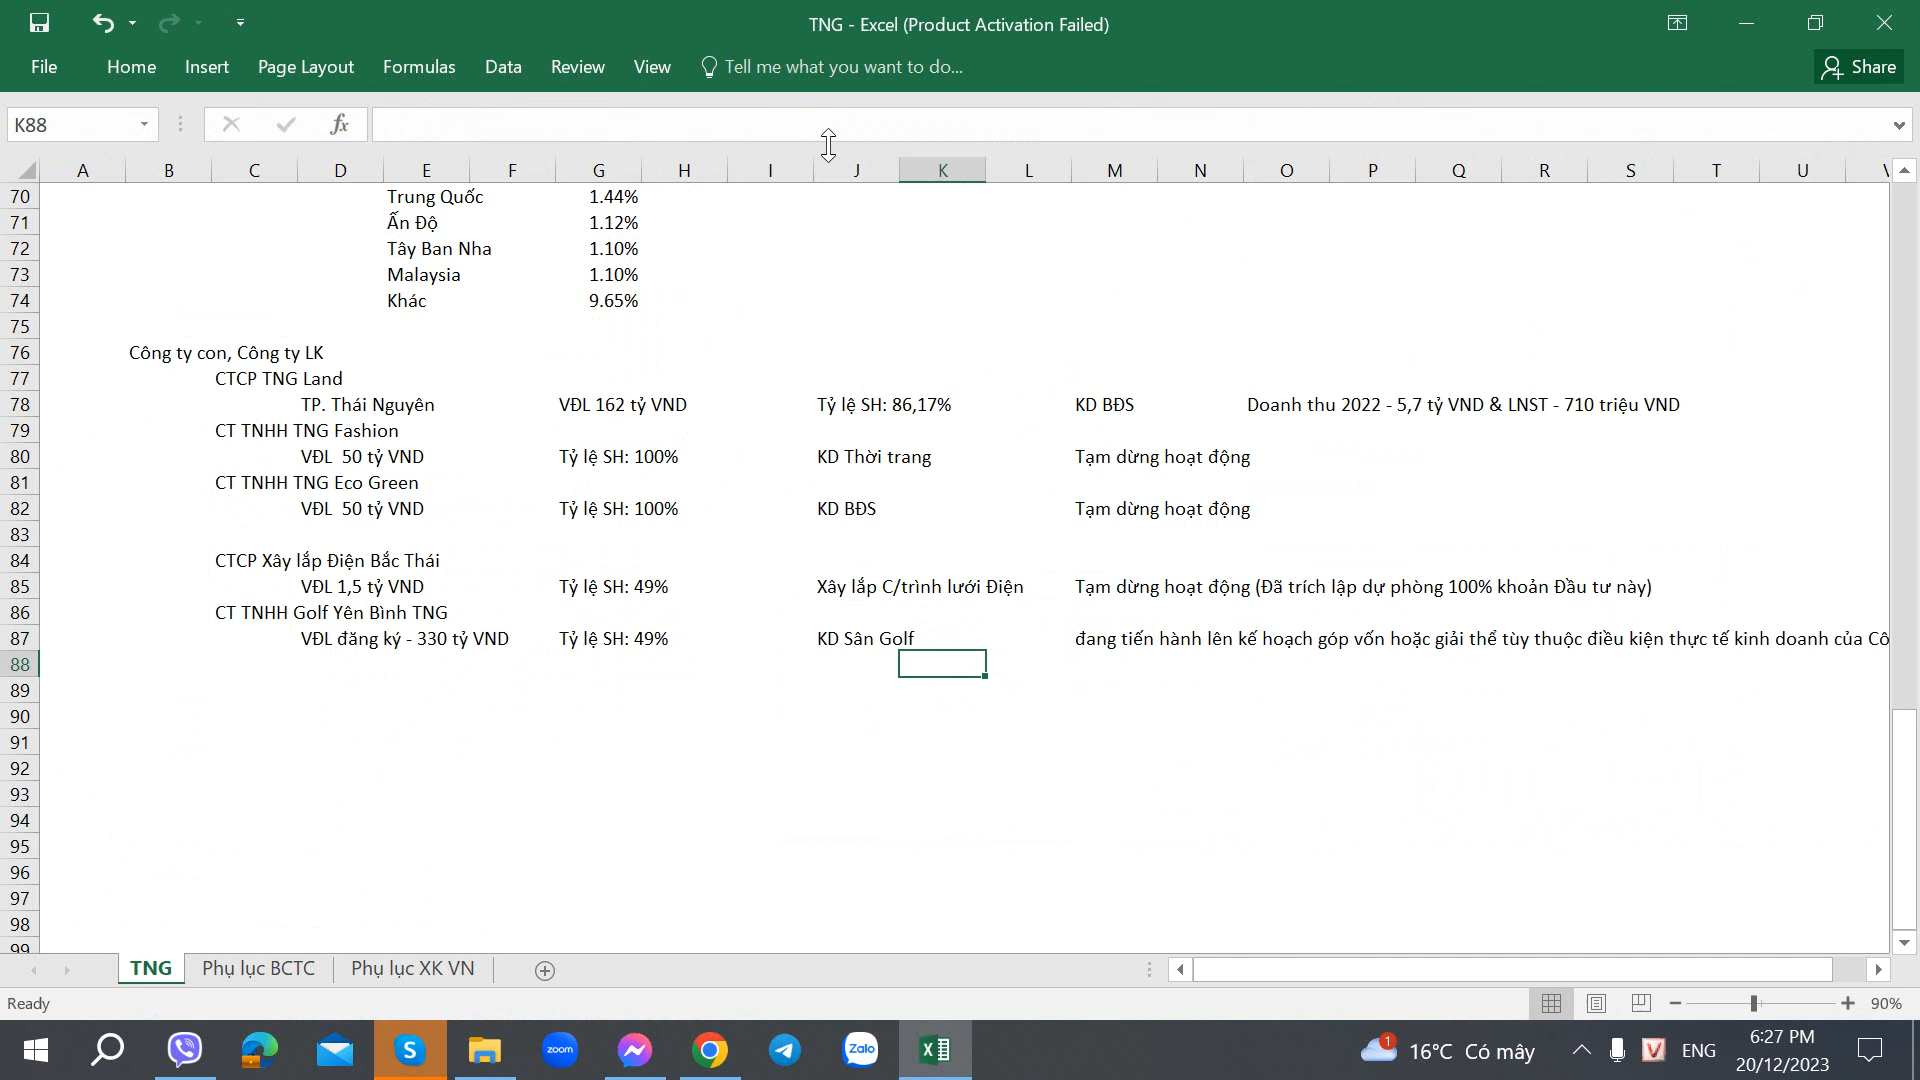 TNG - Excel (Product Activation Failed)
File Home Insert Page Layout Formulas Data Review View Tell me what you want to do... Share
K88 fx
A B C D E F G H I J K L M N O P Q R S T U
70 Trung Quốc 1.44%
71 Ấn Độ 1.12%
72 Tây Ban Nha 1.10%
73 Malaysia 1.10%
74 Khác 9.65%
75
76 Công ty con, Công ty LK
77 CTCP TNG Land
78 TP. Thái Nguyên VĐL 162 tỷ VND Tỷ lệ SH: 86,17% KD BĐS Doanh thu 2022 - 5,7 tỷ VND & LNST - 710 triệu VND
79 CT TNHH TNG Fashion
80 VĐL 50 tỷ VND Tỷ lệ SH: 100% KD Thời trang Tạm dừng hoạt động
81 CT TNHH TNG Eco Green
82 VĐL 50 tỷ VND Tỷ lệ SH: 100% KD BĐS Tạm dừng hoạt động
83
84 CTCP Xây lắp Điện Bắc Thái
85 VĐL 1,5 tỷ VND Tỷ lệ SH: 49% Xây lắp C/trình lưới Điện Tạm dừng hoạt động (Đã trích lập dự phòng 100% khoản Đầu tư này)
86 CT TNHH Golf Yên Bình TNG
87 VĐL đăng ký - 330 tỷ VND Tỷ lệ SH: 49% KD Sân Golf đang tiến hành lên kế hoạch góp vốn hoặc giải thể tùy thuộc điều kiện thực tế kinh doanh của Cô
88
89
90
91
92
93
94
95
96
97
98
99
TNG Phụ lục BCTC Phụ lục XK VN
Ready 90%
S zoom Zalo 1 16°C Có mây V ENG 6:27 PM
20/12/2023